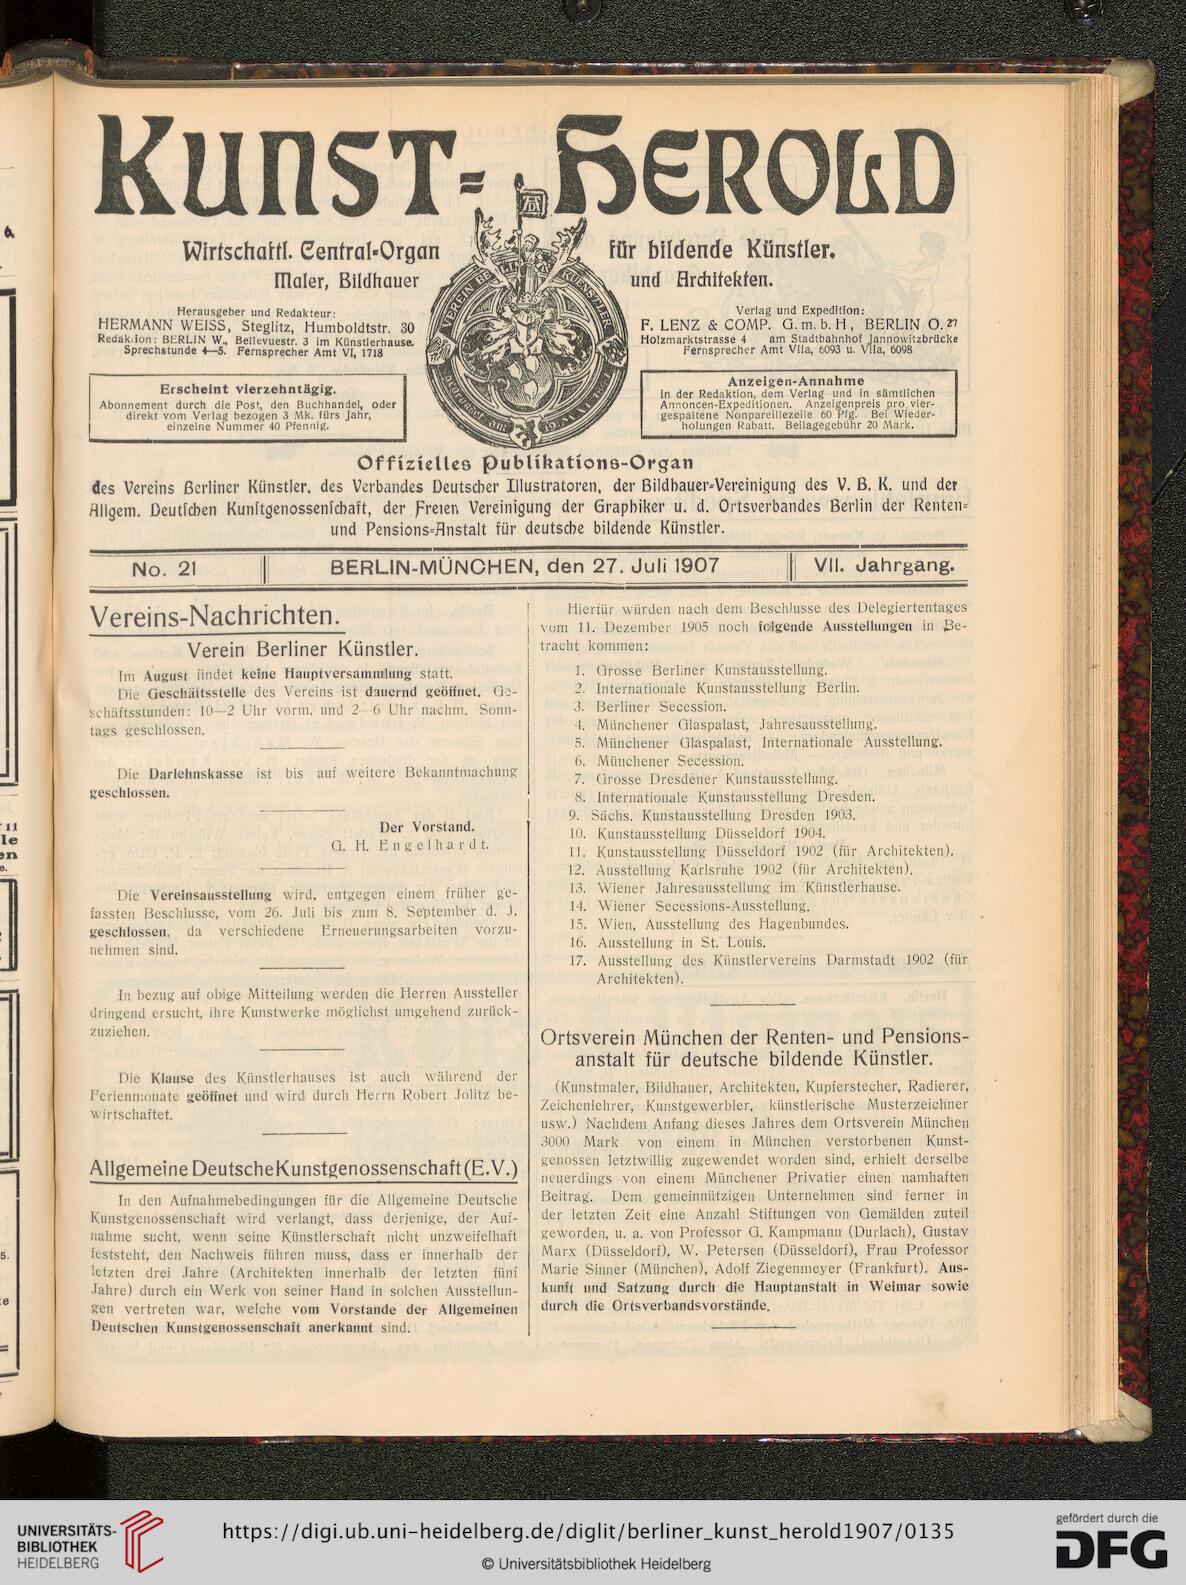 KUNST-HEROLD
Wirtschaftl. Central-Organ für bildende Künstler.
Maler, Bildhauer und Architekten.
Herausgeber und Redakteur:
HERMANN WEISS, Steglitz, Humboldtstr. 30
Redaktion: BERLIN W., Bellevuestr. 3 im Künstlerhause.
Sprechstunde 4—5. Fernsprecher Amt VI, 1718
Erscheint vierzehntägig.
Abonnement durch die Post, den Buchhandel, oder
direkt vom Verlag bezogen 3 Mk. fürs Jahr,
einzelne Nummer 40 Pfennig.
VEREIN BERLINER KUENSTLER
Verlag und Expedition:
F. LENZ & COMP. G. m. b. H, BERLIN O. 27
Holzmarktstrasse 4 am Stadtbahnhof Jannowitzbrücke
Fernsprecher Amt VIIa, 6093 u. VIIa, 6098
Anzeigen-Annahme
in der Redaktion, dem Verlag und in sämtlichen
Annoncen-Expeditionen. Anzeigenpreis pro vier-
gespaltene Nonpareillezeile 60 Pfg. Bei Wieder-
holungen Rabatt. Beilagegebühr 20 Mark.
Offizielles Publikations-Organ
des Vereins Berliner Künstler, des Verbandes Deutscher Illustratoren, der Bildhauer-Vereinigung des V. B. K. und der
Allgem. Deutschen Kunstgenossenschaft, der Freien Vereinigung der Graphiker u. d. Ortsverbandes Berlin der Renten-
und Pensions-Anstalt für deutsche bildende Künstler.
No. 21
BERLIN-MÜNCHEN, den 27. Juli 1907
VII. Jahrgang.
Vereins-Nachrichten.
Verein Berliner Künstler.
Im August findet keine Hauptversammlung statt.
Die Geschäftsstelle des Vereins ist dauernd geöffnet. Ge-
schäftsstunden: 10—2 Uhr vorm. und 2—6 Uhr nachm. Sonn-
tags geschlossen.
Die Darlehnskasse ist bis auf weitere Bekanntmachung
geschlossen.
Der Vorstand.
G. H. Engelhardt.
Die Vereinsausstellung wird, entgegen einem früher ge-
fassten Beschlusse, vom 26. Juli bis zum 8. September d. J.
geschlossen, da verschiedene Erneuerungsarbeiten vorzu-
nehmen sind.
In bezug auf obige Mitteilung werden die Herren Aussteller
dringend ersucht, ihre Kunstwerke möglichst umgehend zurück-
zuziehen.
Die Klause des Künstlerhauses ist auch während der
Ferienmonate geöffnet und wird durch Herrn Robert Jolitz be-
wirtschaftet.
Allgemeine Deutsche Kunstgenossenschaft (E. V.)
In den Aufnahmebedingungen für die Allgemeine Deutsche
Kunstgenossenschaft wird verlangt, dass derjenige, der Auf-
nahme sucht, wenn seine Künstlerschaft nicht unzweifelhaft
feststeht, den Nachweis führen muss, dass er innerhalb der
letzten drei Jahre (Architekten innerhalb der letzten fünf
Jahre) durch ein Werk von seiner Hand in solchen Ausstellun-
gen vertreten war, welche vom Vorstande der Allgemeinen
Deutschen Kunstgenossenschaft anerkannt sind.
Hierfür würden nach dem Beschlusse des Delegiertentages
vom 11. Dezember 1905 noch folgende Ausstellungen in Be-
tracht kommen:
1. Grosse Berliner Kunstausstellung.
2. Internationale Kunstausstellung Berlin.
3. Berliner Secession.
4. Münchener Glaspalast, Jahresausstellung.
5. Münchener Glaspalast, Internationale Ausstellung.
6. Münchener Secession.
7. Grosse Dresdener Kunstausstellung.
8. Internationale Kunstausstellung Dresden.
9. Sächs. Kunstausstellung Dresden 1903.
10. Kunstausstellung Düsseldorf 1904.
11. Kunstausstellung Düsseldorf 1902 (für Architekten).
12. Ausstellung Karlsruhe 1902 (für Architekten).
13. Wiener Jahresausstellung im Künstlerhause.
14. Wiener Secessions-Ausstellung.
15. Wien, Ausstellung des Hagenbundes.
16. Ausstellung in St. Louis.
17. Ausstellung des Künstlervereins Darmstadt 1902 (für
Architekten).
Ortsverein München der Renten- und Pensions-
anstalt für deutsche bildende Künstler.
(Kunstmaler, Bildhauer, Architekten, Kupferstecher, Radierer,
Zeichenlehrer, Kunstgewerbler, künstlerische Musterzeichner
usw.) Nachdem Anfang dieses Jahres dem Ortsverein München
3000 Mark von einem in München verstorbenen Kunst-
genossen letztwillig zugewendet worden sind, erhielt derselbe
neuerdings von einem Münchener Privatier einen namhaften
Beitrag. Dem gemeinnützigen Unternehmen sind ferner in
der letzten Zeit eine Anzahl Stiftungen von Gemälden zuteil
geworden, u. a. von Professor G. Kampmann (Durlach), Gustav
Marx (Düsseldorf), W. Petersen (Düsseldorf), Frau Professor
Marie Sinner (München), Adolf Ziegenmeyer (Frankfurt). Aus-
kunft und Satzung durch die Hauptanstalt in Weimar sowie
durch die Ortsverbandsvorstände.
UNIVERSITÄTS-
BIBLIOTHEK
HEIDELBERG
https://digi.ub.uni-heidelberg.de/diglit/berliner_kunst_herold1907/0135
© Universitätsbibliothek Heidelberg
gefördert durch die
DFG